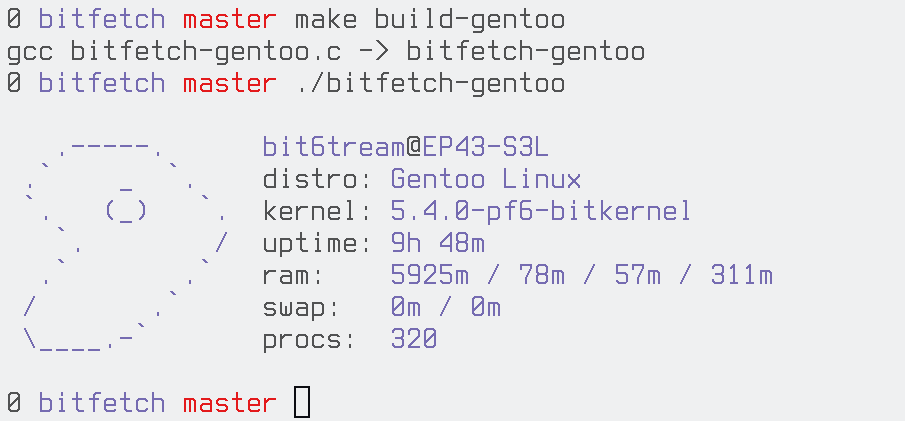 0 bitfetch master make build-gentoo
gcc bitfetch-gentoo.c -> bitfetch-gentoo
0 bitfetch master ./bitfetch-gentoo

   .-----.      bit6tream@EP43-S3L
 .`    _  `.    distro: Gentoo Linux
 `.   (_)   `.  kernel: 5.4.0-pf6-bitkernel
   `.        /  uptime: 9h 48m
  .`       .`   ram:    5925m / 78m / 57m / 311m
 /       .`     swap:   0m / 0m
 \____.-`       procs:  320

0 bitfetch master